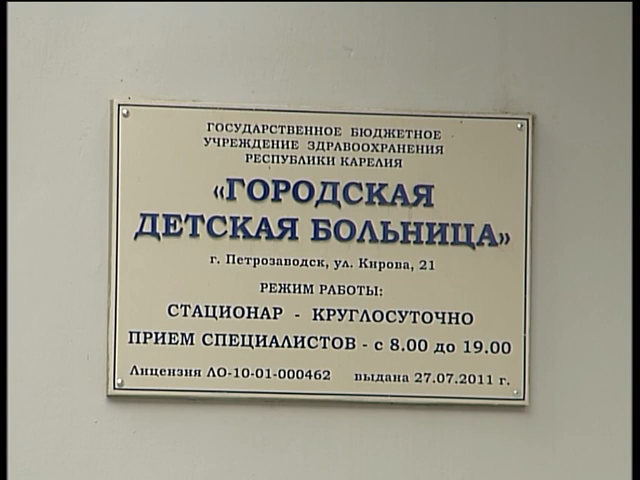 ГОСУДАРСТВЕННОЕ БЮДЖЕТНОЕ
УЧРЕЖДЕНИЕ ЗДРАВООХРАНЕНИЯ
РЕСПУБЛИКИ КАРЕЛИЯ
«ГОРОДСКАЯ
ДЕТСКАЯ БОЛЬНИЦА»
г. Петрозаводск, ул. Кирова, 21
РЕЖИМ РАБОТЫ:
СТАЦИОНАР - КРУГЛОСУТОЧНО
ПРИЕМ СПЕЦИАЛИСТОВ - с 8.00 до 19.00
Лицензия ЛО-10-01-000462 выдана 27.07.2011 г.